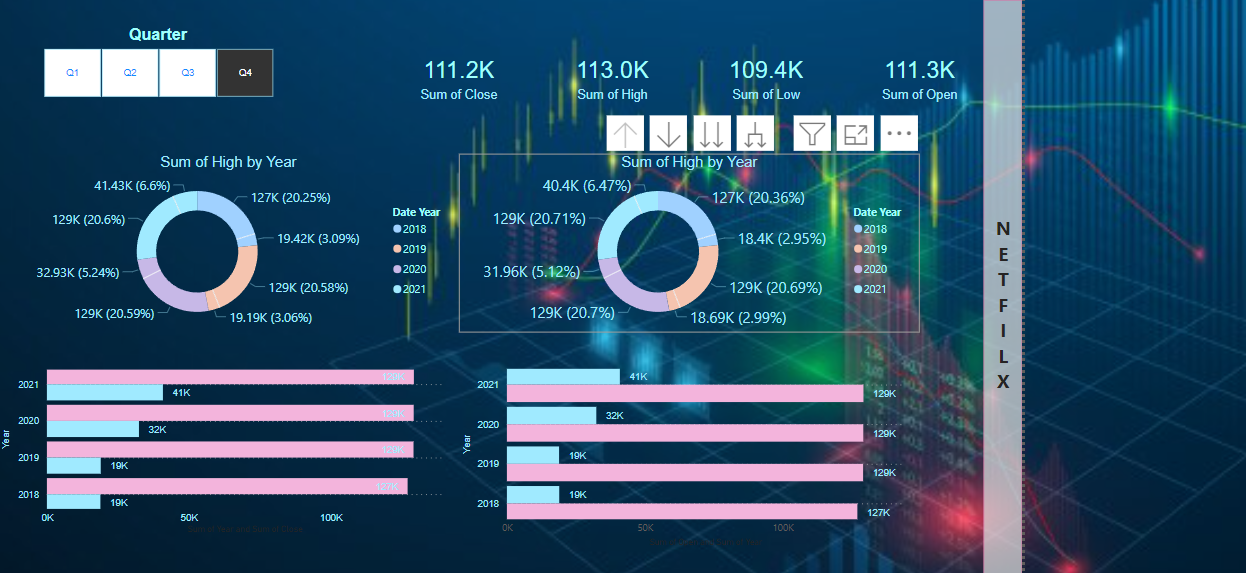 Quarter
Q1
Q2
Q3
Q4
111.2K
Sum of Close
113.0K
Sum of High
109.4K
Sum of Low
111.3K
Sum of Open
Sum of High by Year
41.43K (6.6%)
127K (20.25%)
129K (20.6%)
19.42K (3.09%)
32.93K (5.24%)
129K (20.58%)
129K (20.59%)
19.19K (3.06%)
Date Year
2018
2019
2020
2021
Sum of High by Year
40.4K (6.47%)
127K (20.36%)
129K (20.71%)
18.4K (2.95%)
31.96K (5.12%)
129K (20.69%)
129K (20.7%)
18.69K (2.99%)
Date Year
2018
2019
2020
2021
Year
2021
129K
41K
2020
129K
32K
2019
129K
19K
2018
127K
19K
0K
50K
100K
Year
2021
41K
129K
2020
32K
129K
2019
19K
129K
2018
19K
127K
0K
50K
100K
N
E
T
F
I
L
X